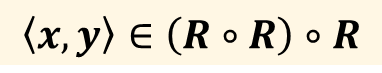 ⟨x, y⟩ ∈ (R ∘ R) ∘ R